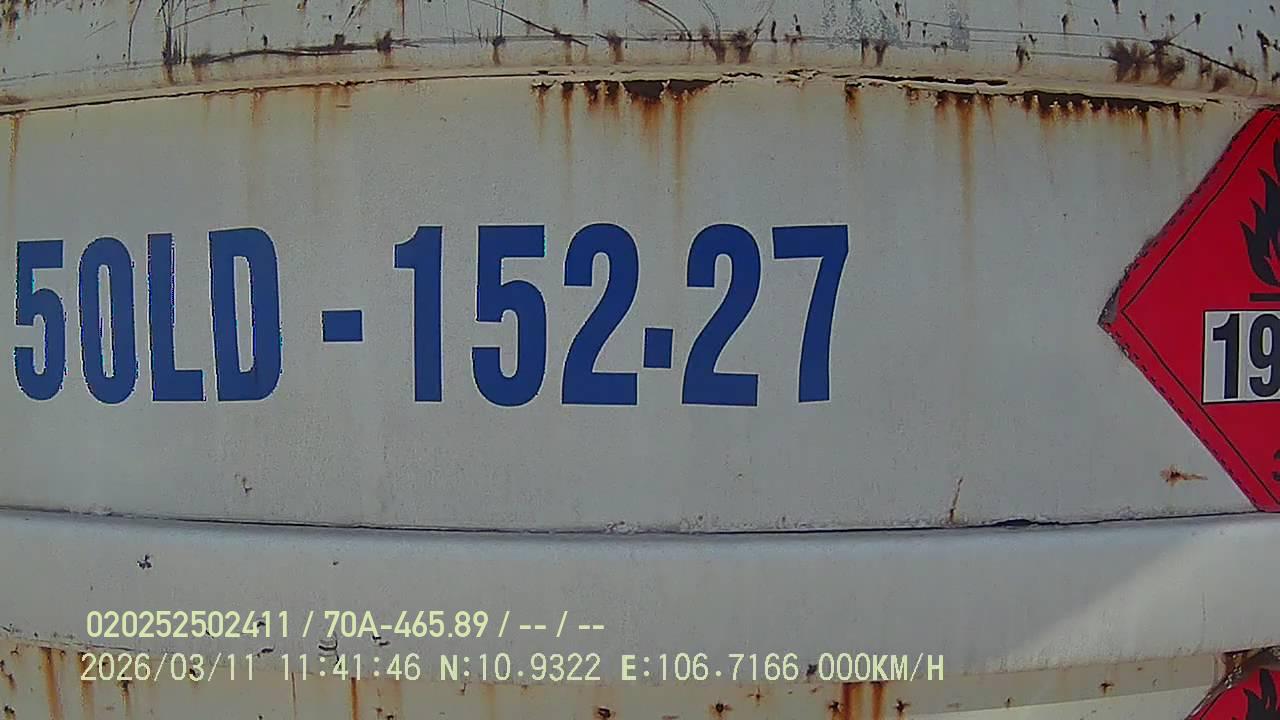 50LD - 152.27
19
020252502411 / 70A-465.89 / -- / --
2026/03/11 11:41:46 N:10.9322 E:106.7166 000KM/H